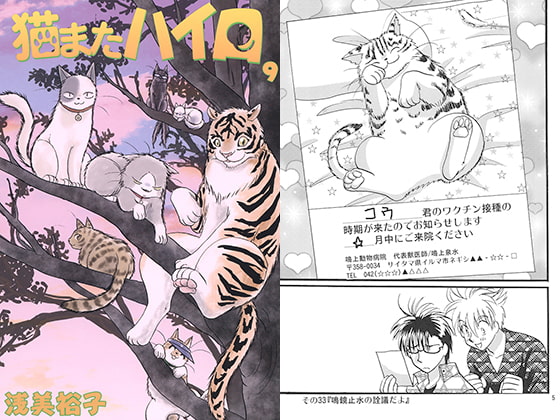 猫またハイロ。9
浅美裕子
コウ 君のワクチン接種の
時期が来たのでお知らせします
☆月中にご来院ください
鳴上動物病院 代表獣医師/鳴上泉水
〒358-0034 サイタマ県イルマ市ネギシ▲▲-☆☆-□
TEL 042(☆☆☆)▲△△△
その33『鳴鏡止水の詮議だよ』
5